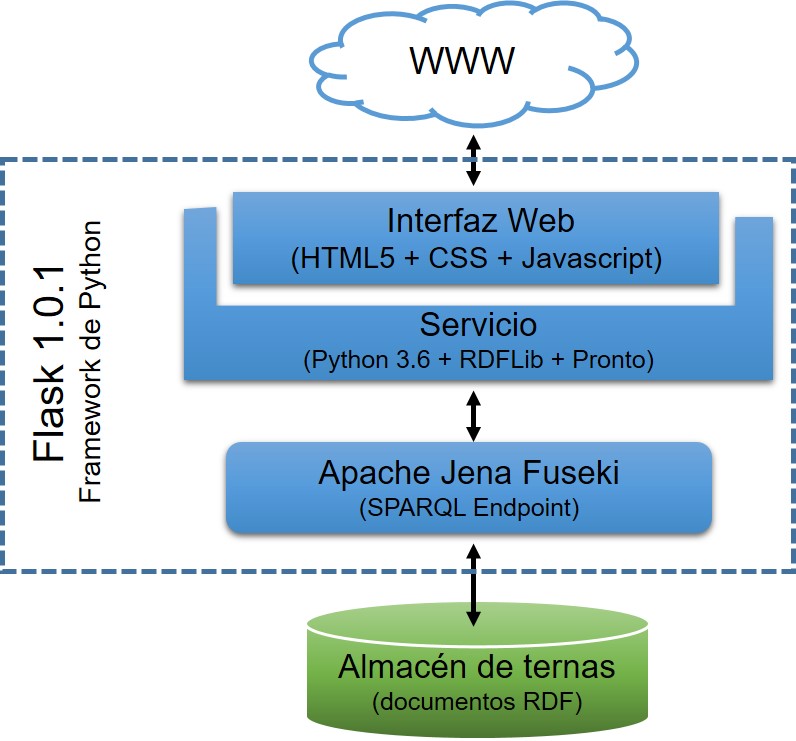 WWW
Interfaz Web
(HTML5 + CSS + Javascript)
Servicio
(Python 3.6 + RDFLib + Pronto)
Flask 1.0.1
Framework de Python
Apache Jena Fuseki
(SPARQL Endpoint)
Almacén de ternas
(documentos RDF)